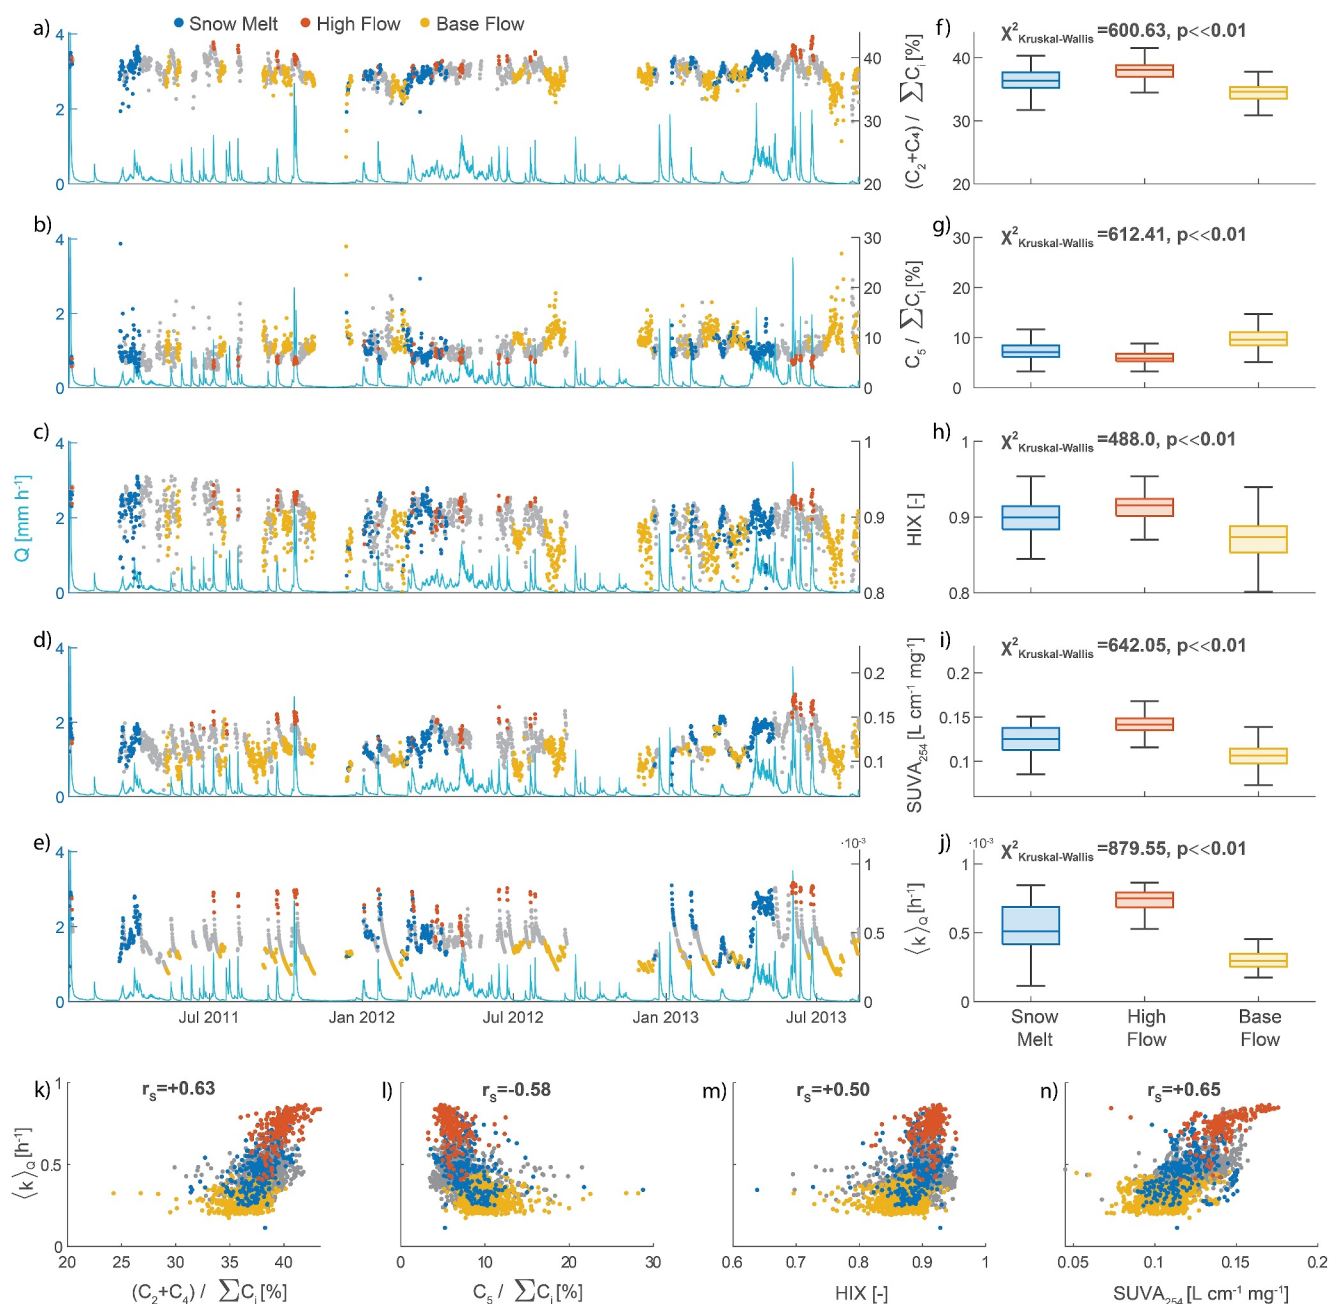 Snow Melt High Flow Base Flow
a)
4
2
0
40
30
20
(C₂+C₄) / ∑Cᵢ [%]
f)
χ²Kruskal-Wallis=600.63, p<<0.01
40
30
20
b)
4
2
0
30
20
10
0
C₅ / ∑Cᵢ [%]
g)
χ²Kruskal-Wallis=612.41, p<<0.01
30
20
10
0
c)
Q [mm h⁻¹]
4
2
0
1
0.9
0.8
HIX [-]
h)
χ²Kruskal-Wallis=488.0, p<<0.01
1
0.9
0.8
d)
4
2
0
0.2
0.15
0.1
SUVA₂₅₄ [L cm⁻¹ mg⁻¹]
i)
χ²Kruskal-Wallis=642.05, p<<0.01
0.2
0.15
0.1
e)
4
2
0
·10⁻³
1
0.5
0
Jul 2011 Jan 2012 Jul 2012 Jan 2013 Jul 2013
⟨k⟩Q [h⁻¹]
j)
·10⁻³
χ²Kruskal-Wallis=879.55, p<<0.01
1
0.5
0
Snow Melt
High Flow
Base Flow
k)
rₛ=+0.63
⟨k⟩Q [h⁻¹]
1
0.5
0
20 25 30 35 40
(C₂+C₄) / ∑Cᵢ [%]
l)
rₛ=-0.58
0 10 20 30
C₅ / ∑Cᵢ [%]
m)
rₛ=+0.50
0.6 0.7 0.8 0.9 1
HIX [-]
n)
rₛ=+0.65
0.05 0.1 0.15 0.2
SUVA₂₅₄ [L cm⁻¹ mg⁻¹]